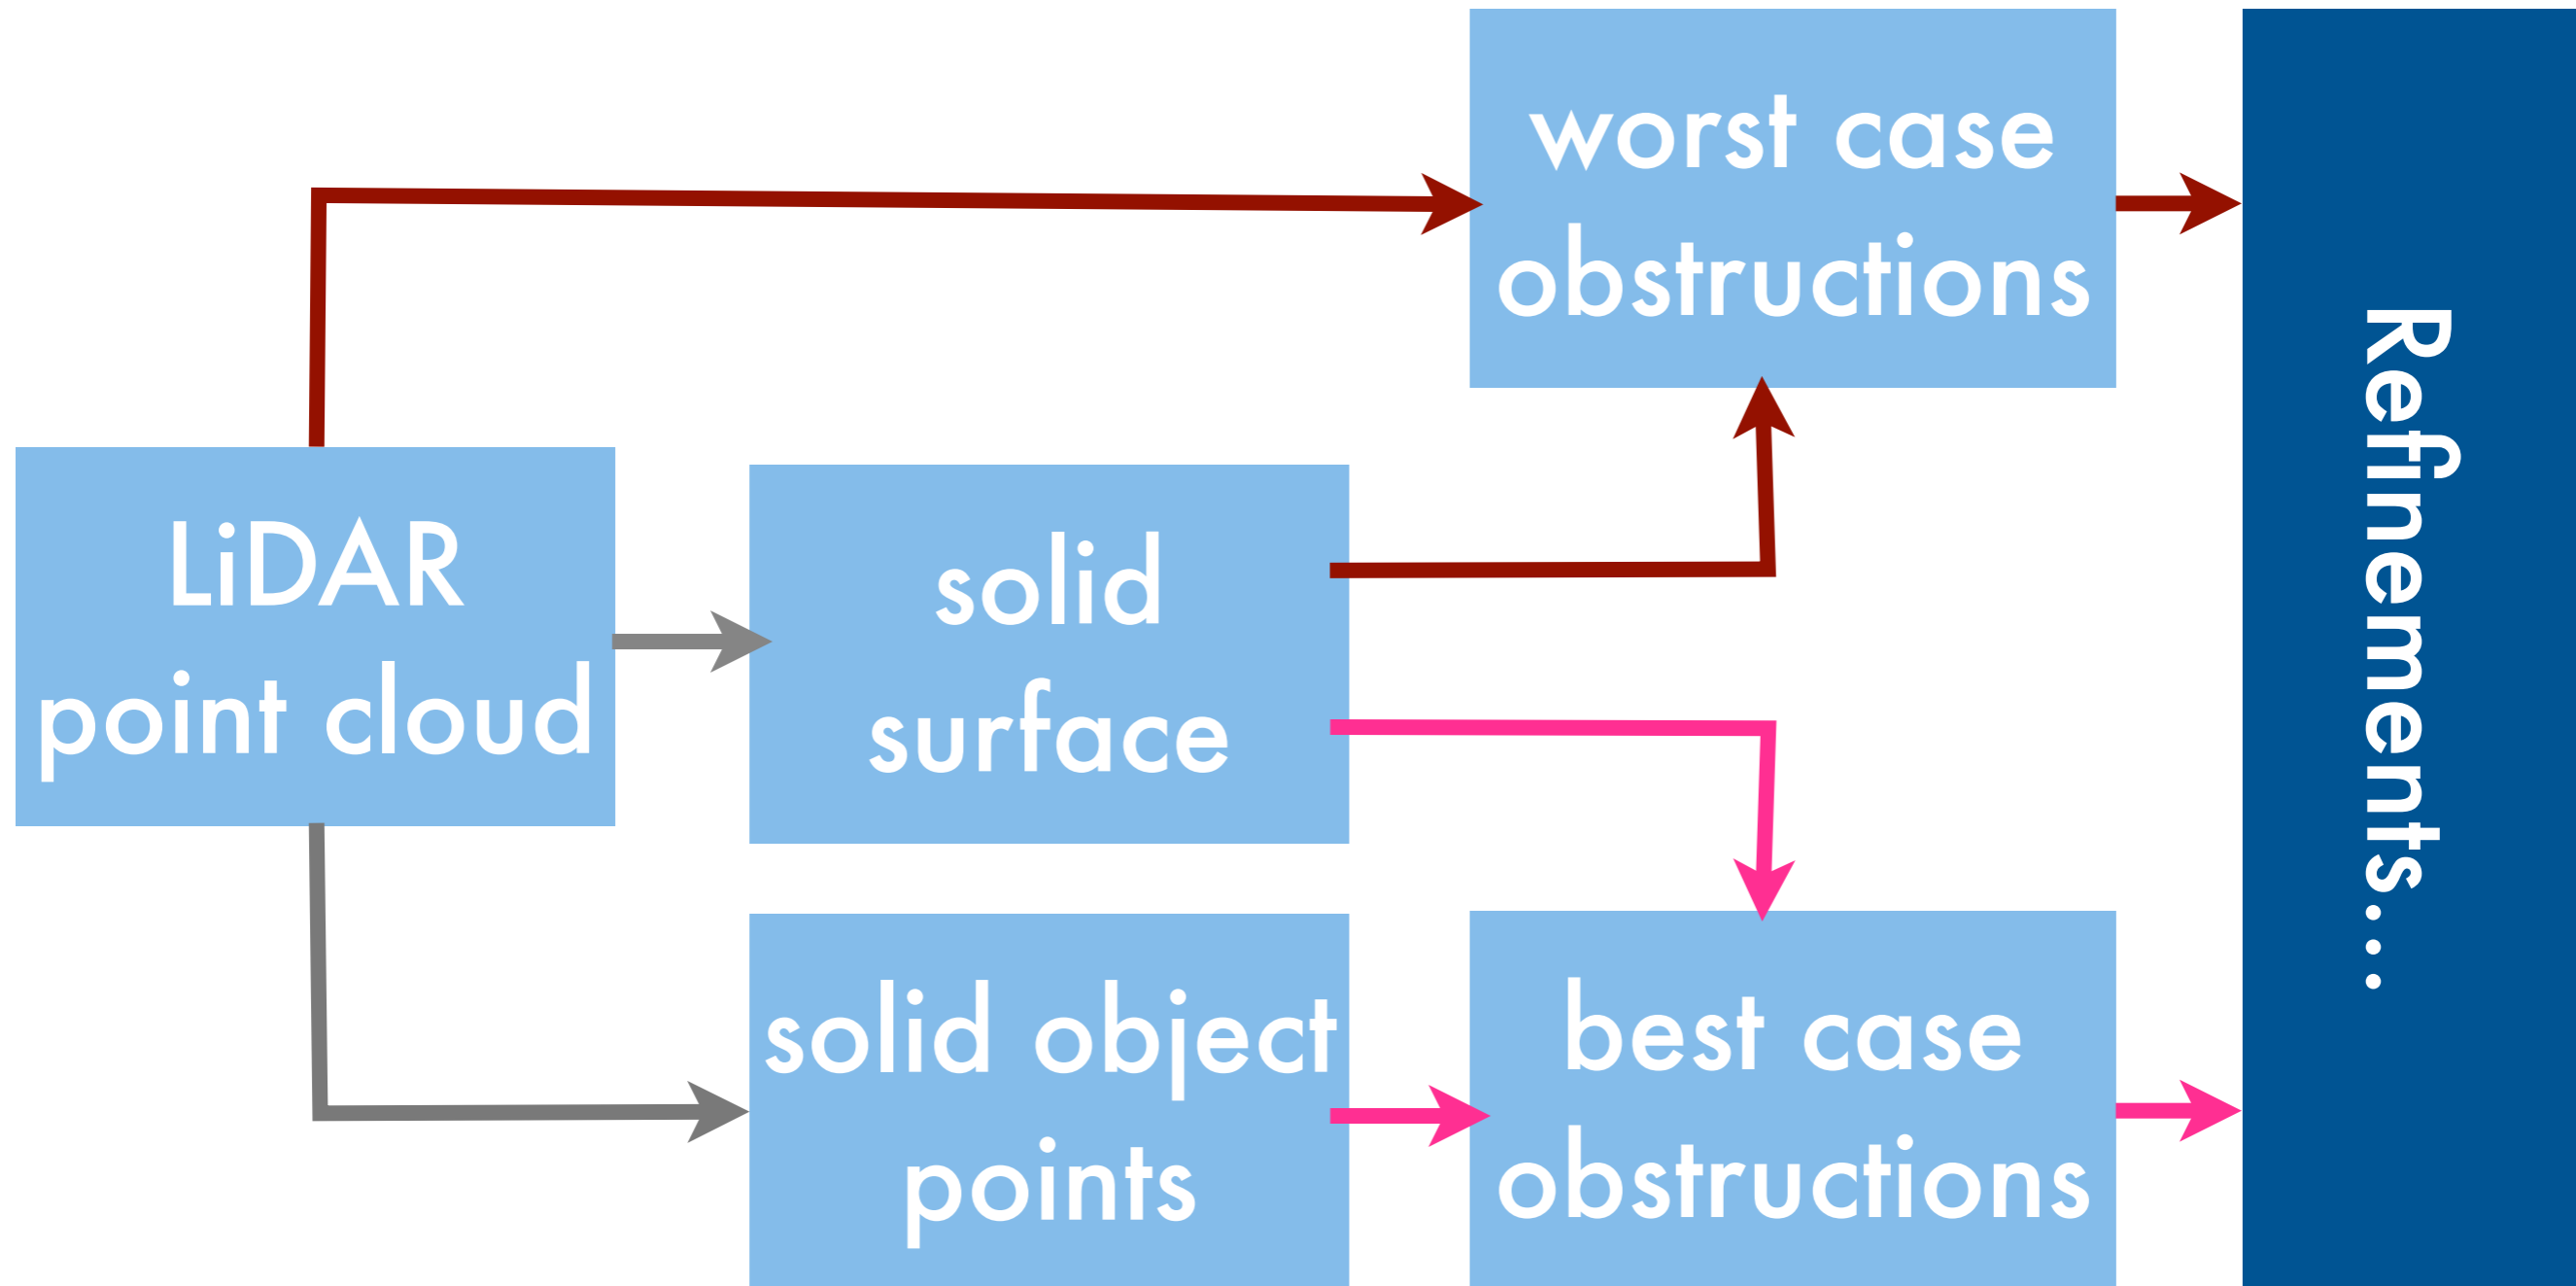 worst case
obstructions
LiDAR
point cloud
solid
surface
solid object
points
best case
obstructions
Refinements...